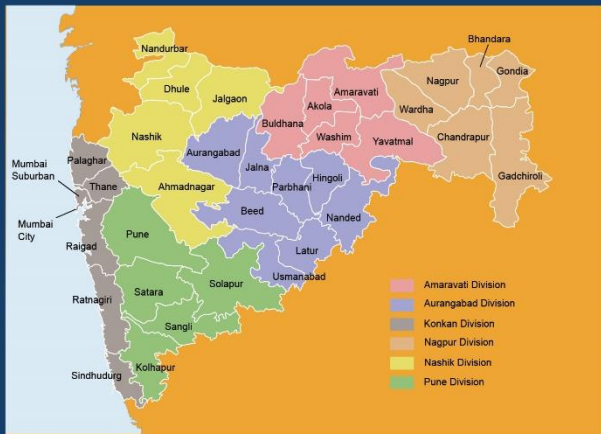 Nandurbar
Bhandara
Dhule
Jalgaon
Amaravati
Nagpur
Gondia
Akola
Buldhana
Wardha
Nashik
Washim
Yavatmal
Chandrapur
Aurangabad
Jalna
Palaghar
Hingoli
Mumbai
Suburban
Thane
Ahmadnagar
Parbhani
Gadchiroli
Beed
Nanded
Mumbai
City
Pune
Raigad
Latur
Usmanabad
Solapur
Satara
Ratnagiri
Sangli
Kolhapur
Sindhudurg
Amaravati Division
Aurangabad Division
Konkan Division
Nagpur Division
Nashik Division
Pune Division